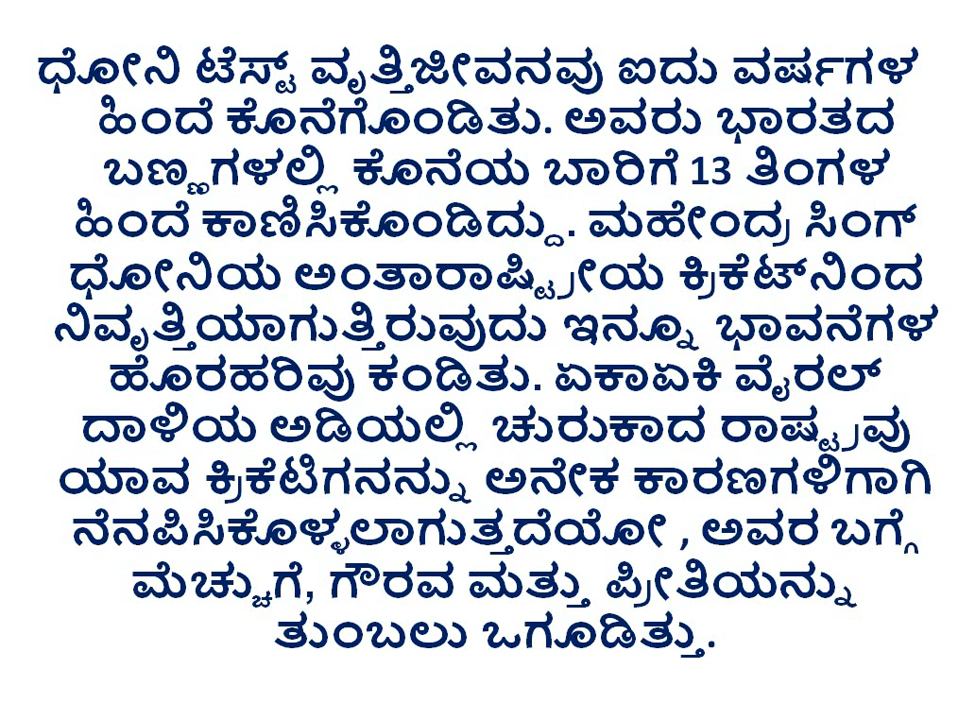 ಧೋನಿ ಟೆಸ್ಟ್ ವೃತ್ತಿಜೀವನವು ಐದು ವರ್ಷಗಳ
ಹಿಂದೆ ಕೊನೆಗೊಂಡಿತು. ಅವರು ಭಾರತದ
ಬಣ್ಣಗಳಲ್ಲಿ ಕೊನೆಯ ಬಾರಿಗೆ 13 ತಿಂಗಳ
ಹಿಂದೆ ಕಾಣಿಸಿಕೊಂಡಿದ್ದು. ಮಹೇಂದ್ರ ಸಿಂಗ್
ಧೋನಿಯ ಅಂತಾರಾಷ್ಟ್ರೀಯ ಕ್ರಿಕೆಟ್‌ನಿಂದ
ನಿವೃತ್ತಿಯಾಗುತ್ತಿರುವುದು ಇನ್ನೂ ಭಾವನೆಗಳ
ಹೊರಹರಿವು ಕಂಡಿತು. ಏಕಾಏಕಿ ವೈರಲ್
ದಾಳಿಯ ಅಡಿಯಲ್ಲಿ ಚುರುಕಾದ ರಾಷ್ಟ್ರವು
ಯಾವ ಕ್ರಿಕೆಟಿಗನನ್ನು ಅನೇಕ ಕಾರಣಗಳಿಗಾಗಿ
ನೆನಪಿಸಿಕೊಳ್ಳಲಾಗುತ್ತದೆಯೋ , ಅವರ ಬಗ್ಗೆ
ಮೆಚ್ಚುಗೆ, ಗೌರವ ಮತ್ತು ಪ್ರೀತಿಯನ್ನು
ತುಂಬಲು ಒಗೂಡಿತ್ತು.